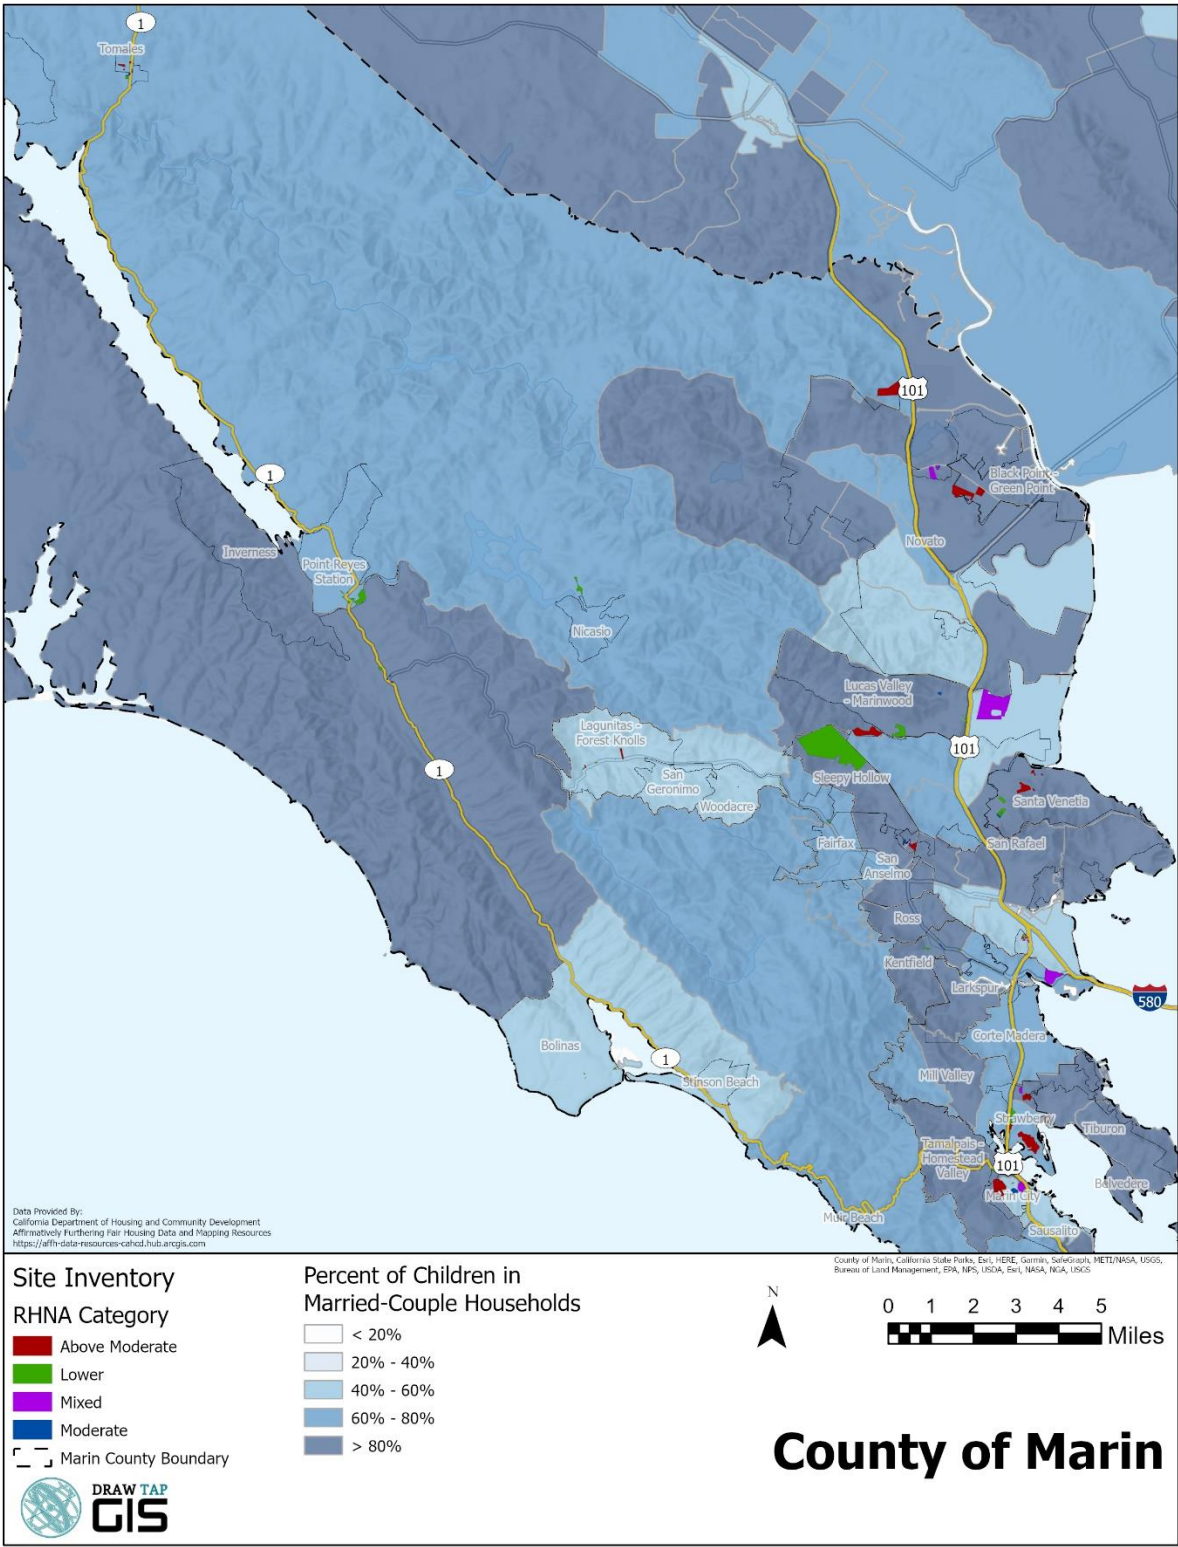 1
Tomales
101
Black Point -
Green Point
1
Novato
Inverness
Point Reyes
Station
Nicasio
Lucas Valley
- Marinwood
Lagunitas -
Forest Knolls
101
1
San
Geronimo
Sleepy Hollow
Woodacre
Santa Venetia
Fairfax
San Rafael
San
Anselmo
Ross
Kentfield
Larkspur
580
Corte Madera
Bolinas
1
Mill Valley
Stinson Beach
Strawberry
Tiburon
Tamalpais -
Homestead
Valley
101
Belvedere
Marin City
Muir Beach
Sausalito
Data Provided By:
California Department of Housing and Community Development
Affirmatively Furthering Fair Housing Data and Mapping Resources
https://affh-data-resources-cahcd.hub.arcgis.com
County of Marin, California State Parks, Esri, HERE, Garmin, SafeGraph, METI/NASA, USGS,
Bureau of Land Management, EPA, NPS, USDA, Esri, NASA, NGA, USGS
Site Inventory
RHNA Category
Above Moderate
Lower
Mixed
Moderate
Marin County Boundary
Percent of Children in
Married-Couple Households
< 20%
20% - 40%
40% - 60%
60% - 80%
> 80%
N
0 1 2 3 4 5
Miles
County of Marin
DRAW TAP
GIS